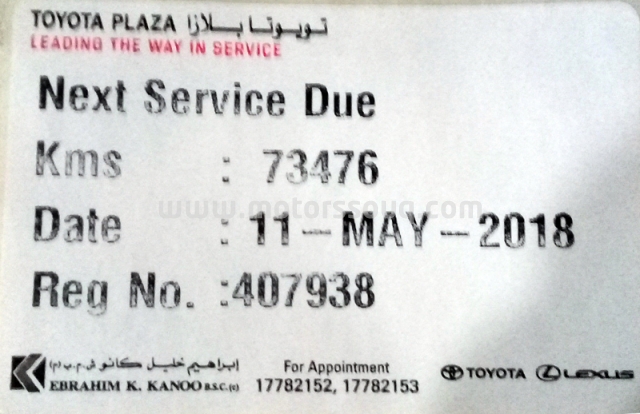 TOYOTA PLAZA تويوتا بلازا
LEADING THE WAY IN SERVICE
Next Service Due
Kms : 73476
www.motorssouq.com
Date : 11-MAY-2018
Reg No. :407938
ابراهيم خليل كانو ش.م.ب (م)
EBRAHIM K. KANOO B.S.C. (c)
For Appointment
17782152, 17782153
TOYOTA LEXUS